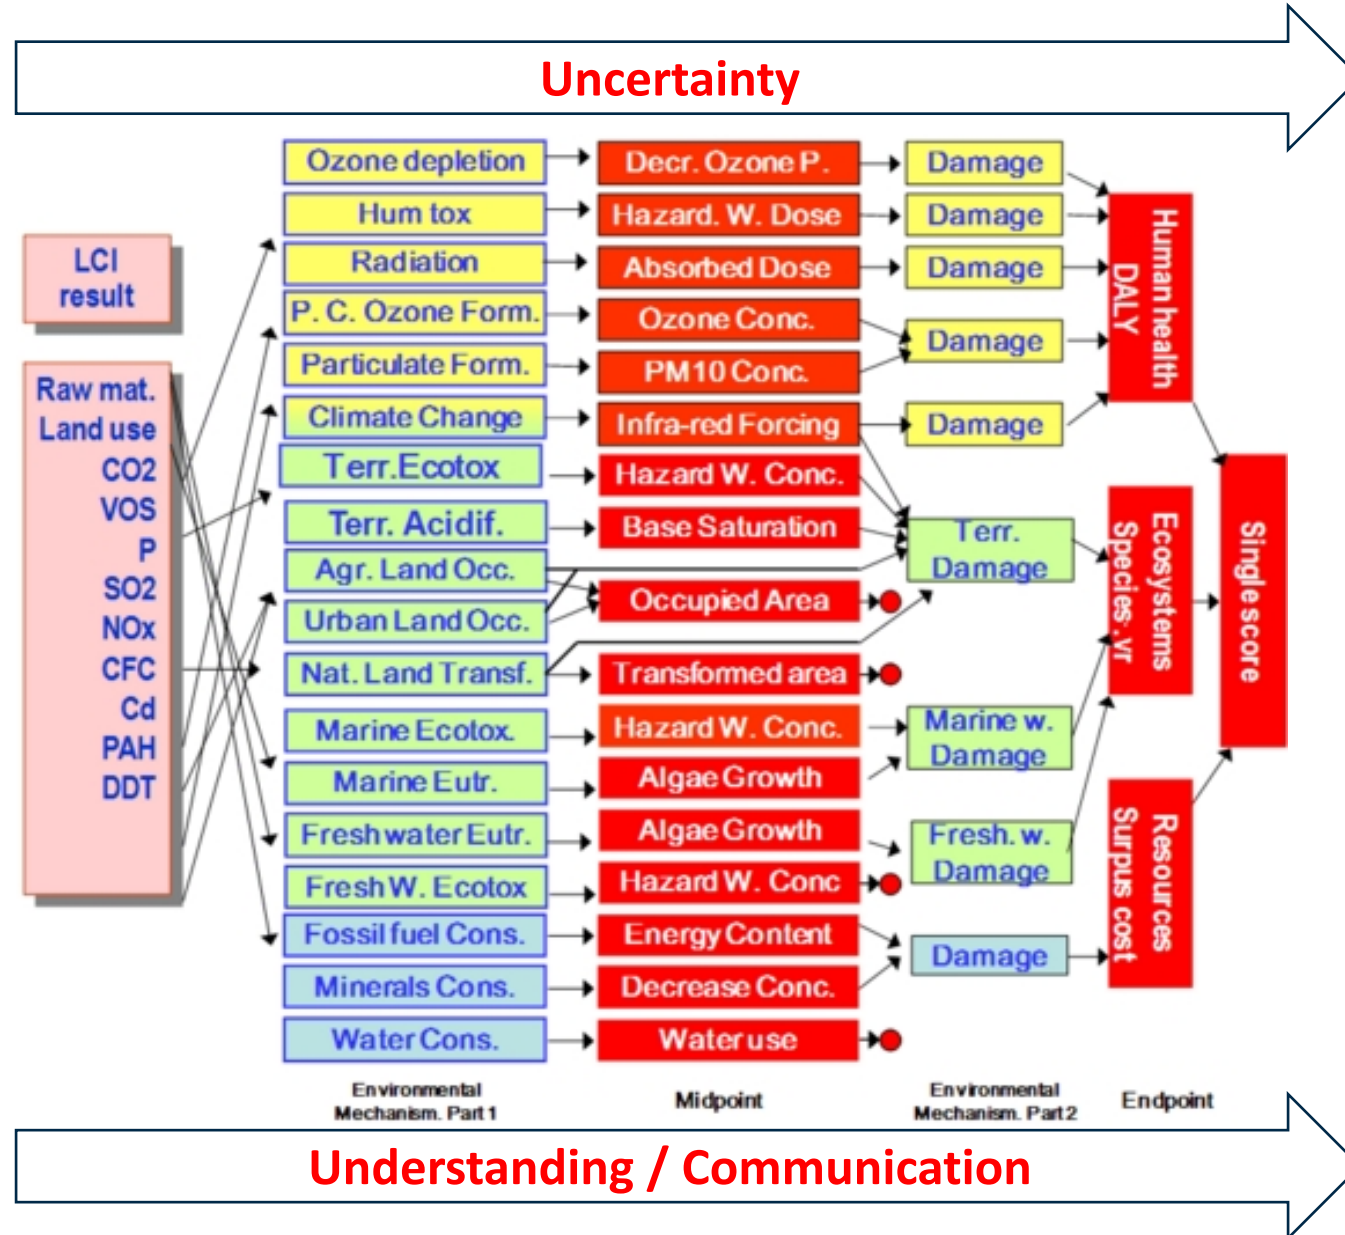 Uncertainty
LCI
result
Raw mat.
Land use
CO2
VOS
P
SO2
NOx
CFC
Cd
PAH
DDT
Ozone depletion
Hum tox
Radiation
P. C. Ozone Form.
Particulate Form.
Climate Change
Terr.Ecotox
Terr. Acidif.
Agr. Land Occ.
Urban Land Occ.
Nat. Land Transf.
Marine Ecotox.
Marine Eutr.
Freshwater Eutr.
Fresh W. Ecotox
Fossil fuel Cons.
Minerals Cons.
Water Cons.
Environmental
Mechanism. Part 1
Decr. Ozone P.
Hazard. W. Dose
Absorbed Dose
Ozone Conc.
PM10 Conc.
Infra-red Forcing
Hazard W. Conc.
Base Saturation
Occupied Area
Transformed area
Hazard W. Conc.
Algae Growth
Algae Growth
Hazard W. Conc
Energy Content
Decrease Conc.
Water use
Midpoint
Damage
Damage
Damage
Damage
Damage
Terr.
Damage
Marine w.
Damage
Fresh. w.
Damage
Damage
Environmental
Mechanism. Part2
Human health
DALY
Ecosystems
Species.yr
Resources
Surpus cost
Endpoint
Single score
Understanding / Communication